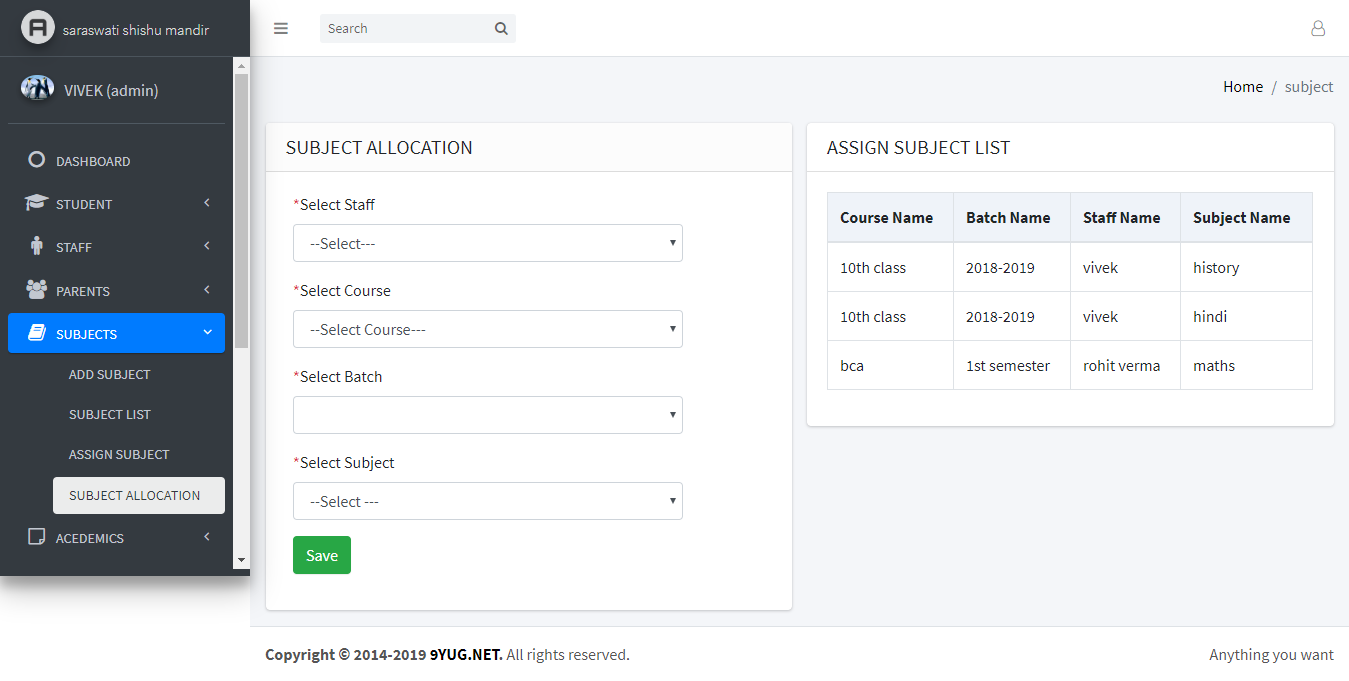 saraswati shishu mandir
Search
VIVEK (admin)
Home / subject
DASHBOARD
STUDENT
STAFF
PARENTS
SUBJECTS
ADD SUBJECT
SUBJECT LIST
ASSIGN SUBJECT
SUBJECT ALLOCATION
ACEDEMICS
SUBJECT ALLOCATION
*Select Staff
--Select---
*Select Course
--Select Course---
*Select Batch
*Select Subject
--Select ---
Save
ASSIGN SUBJECT LIST
Course Name Batch Name Staff Name Subject Name
10th class 2018-2019 vivek history
10th class 2018-2019 vivek hindi
bca 1st semester rohit verma maths
Copyright © 2014-2019 9YUG.NET. All rights reserved.
Anything you want